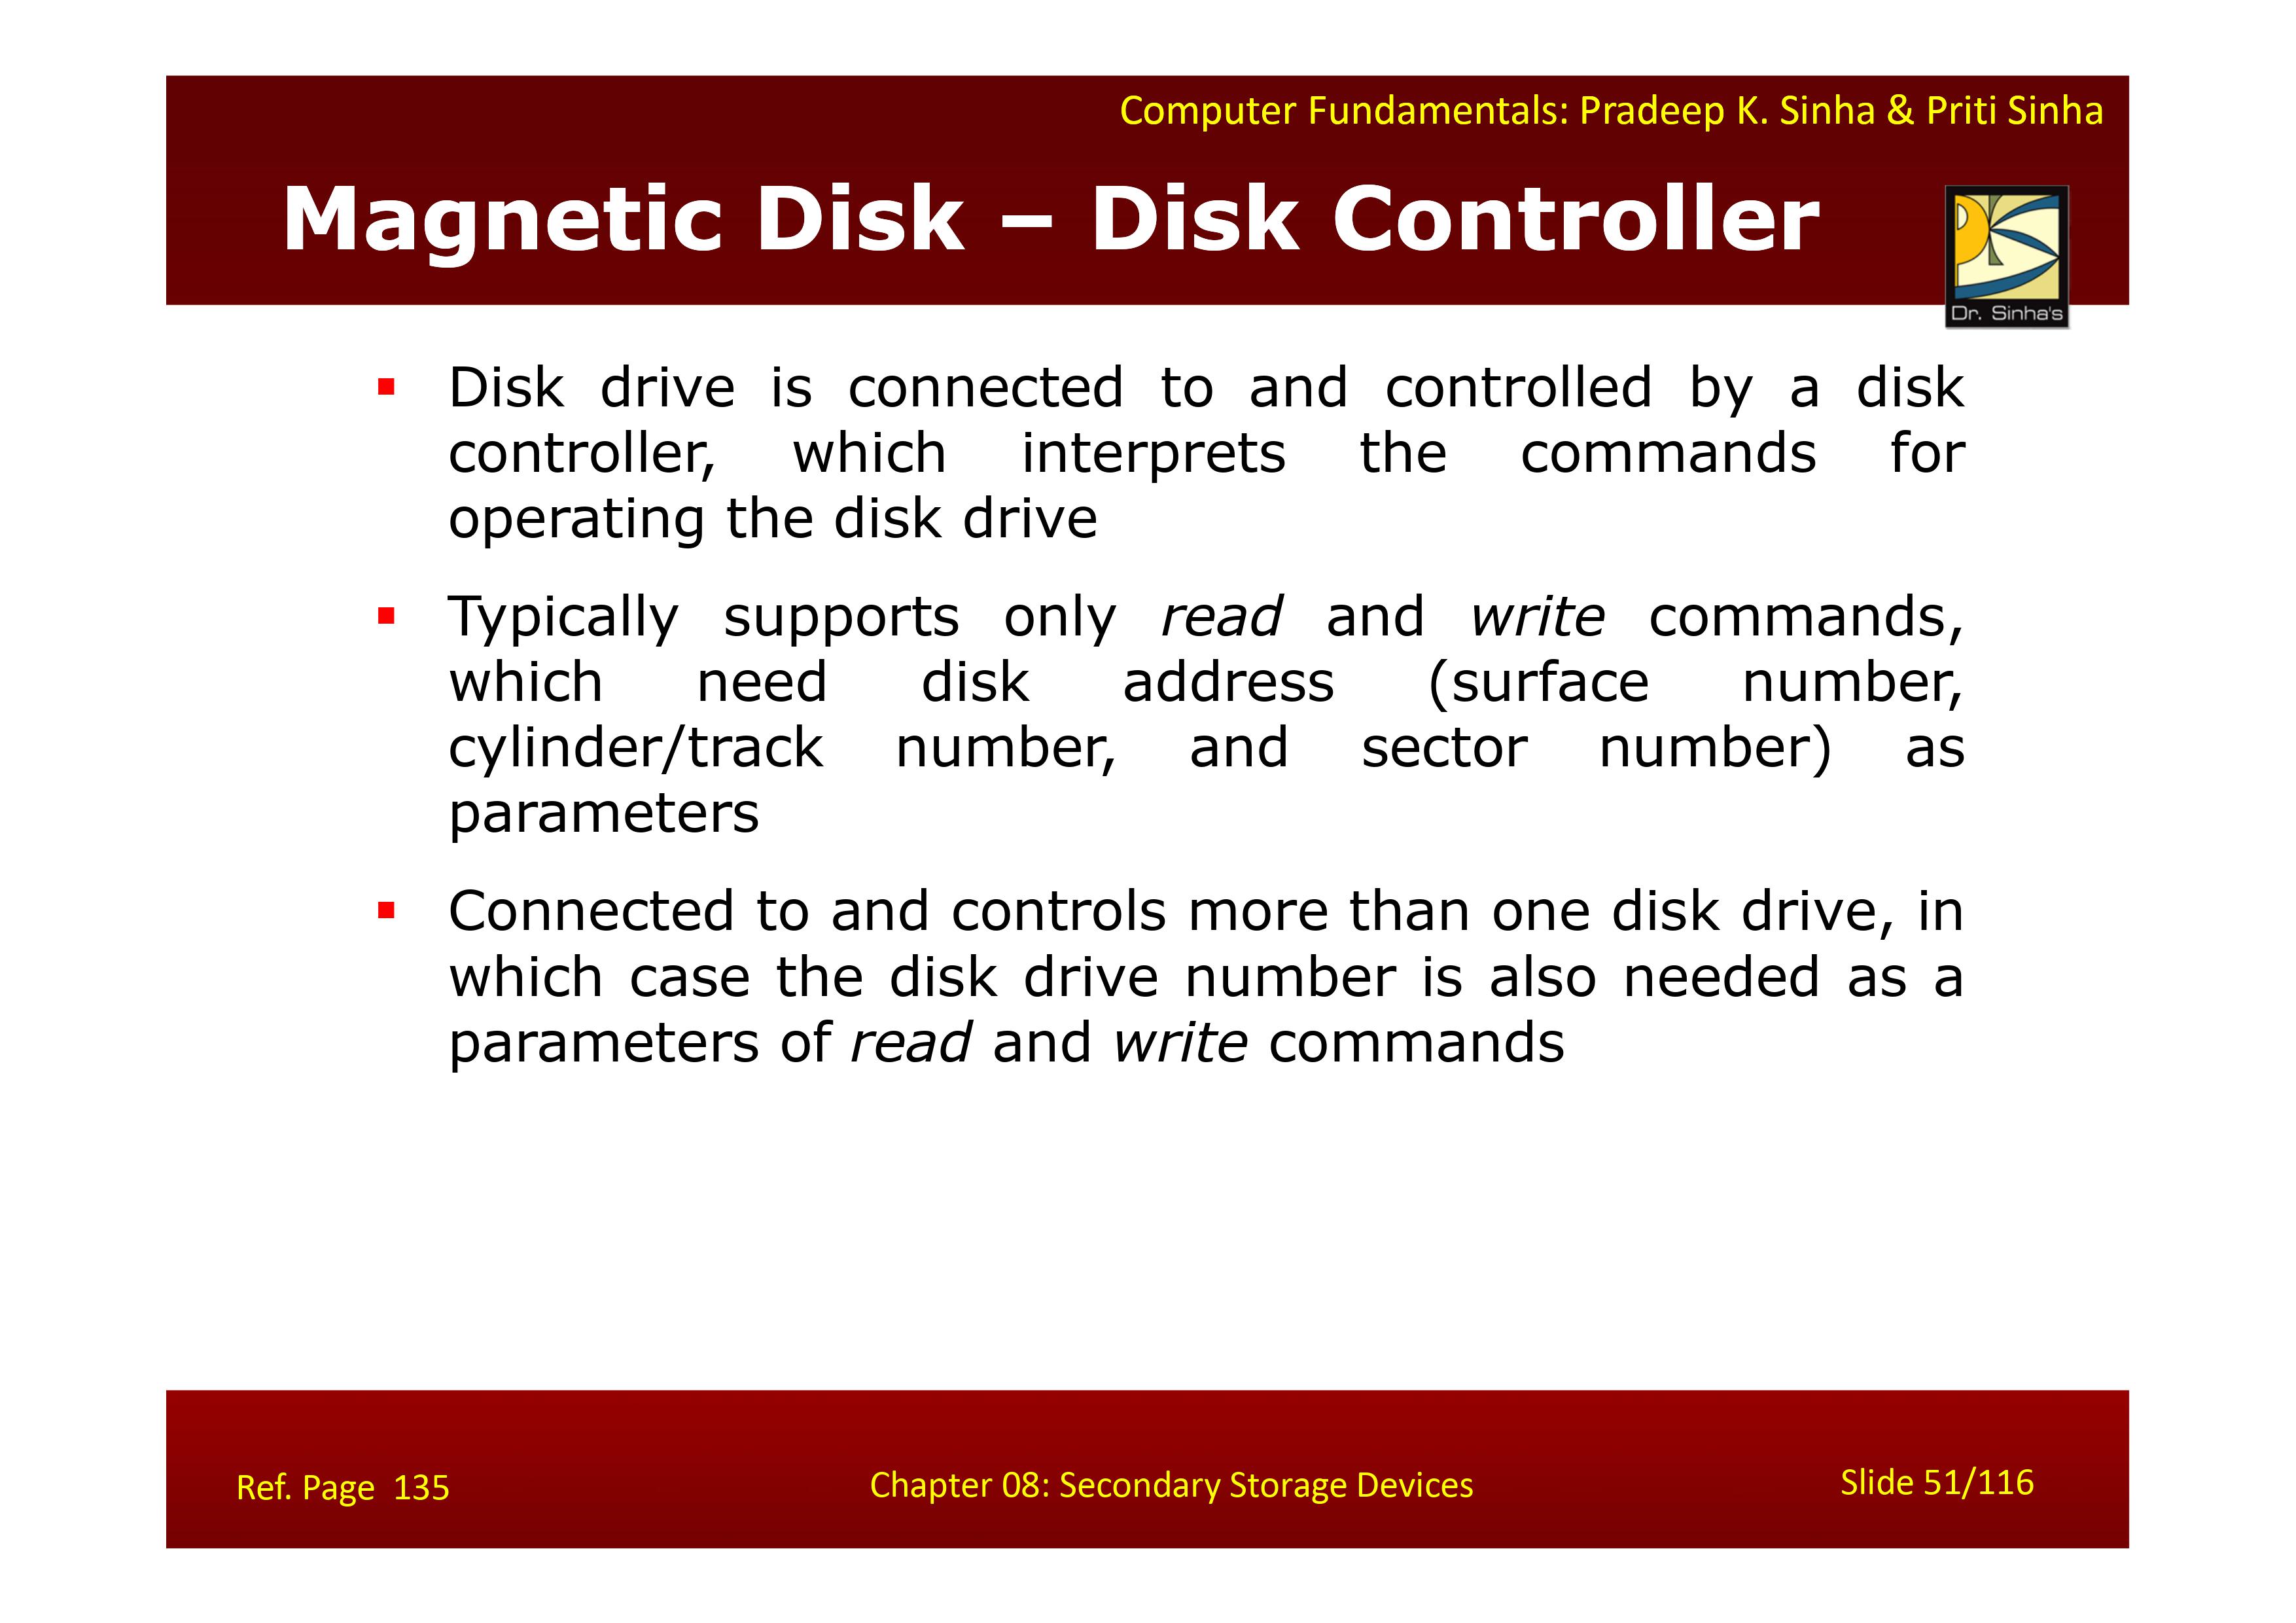 Computer Fundamentals: Pradeep K. Sinha & Priti Sinha
Magnetic Disk – Disk Controller
Dr. Sinha's
▪ Disk drive is connected to and controlled by a disk
controller, which interprets the commands for
operating the disk drive
▪ Typically supports only read and write commands,
which need disk address (surface number,
cylinder/track number, and sector number) as
parameters
▪ Connected to and controls more than one disk drive, in
which case the disk drive number is also needed as a
parameters of read and write commands
Ref. Page 135
Chapter 08: Secondary Storage Devices
Slide 51/116